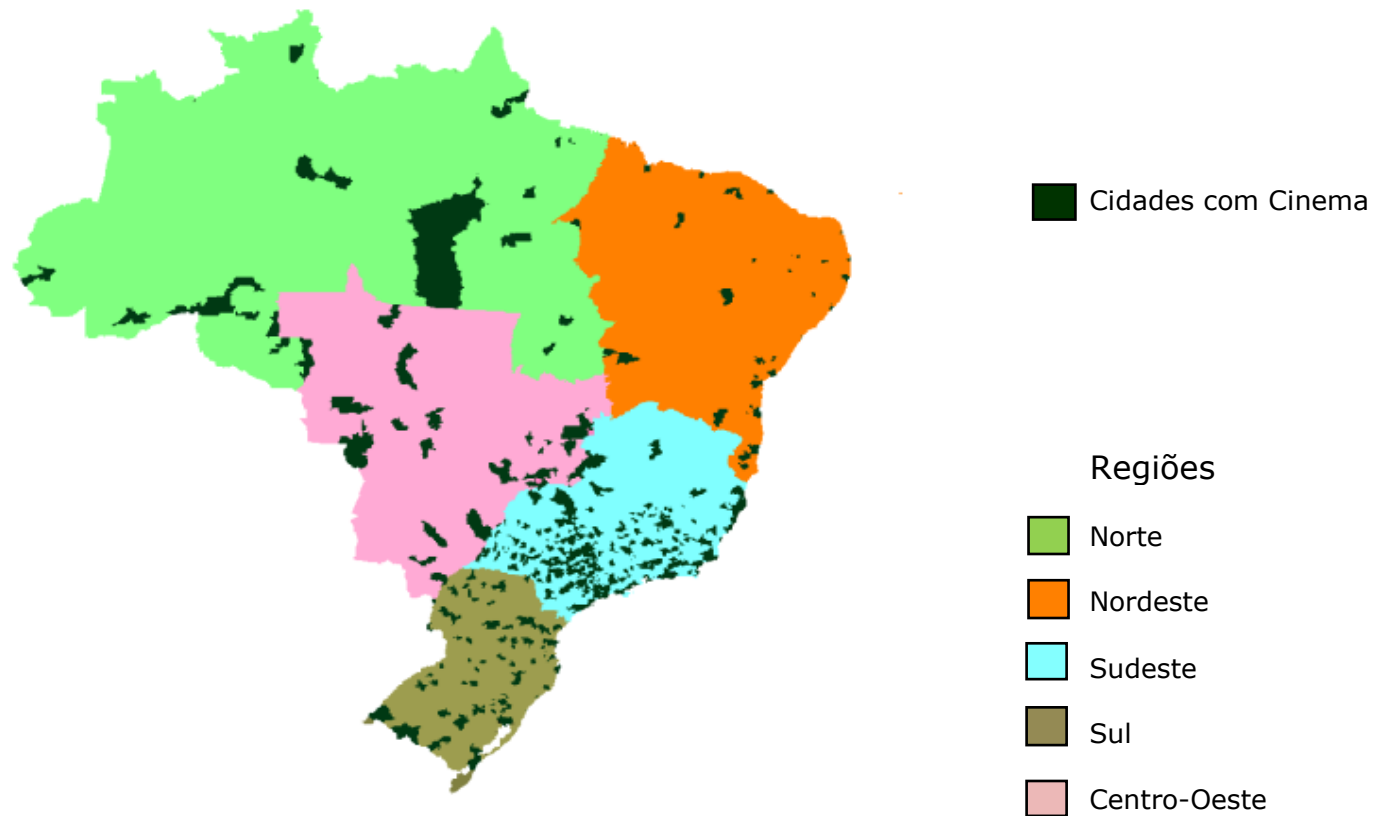 Cidades com Cinema
Regiões
Norte
Nordeste
Sudeste
Sul
Centro-Oeste